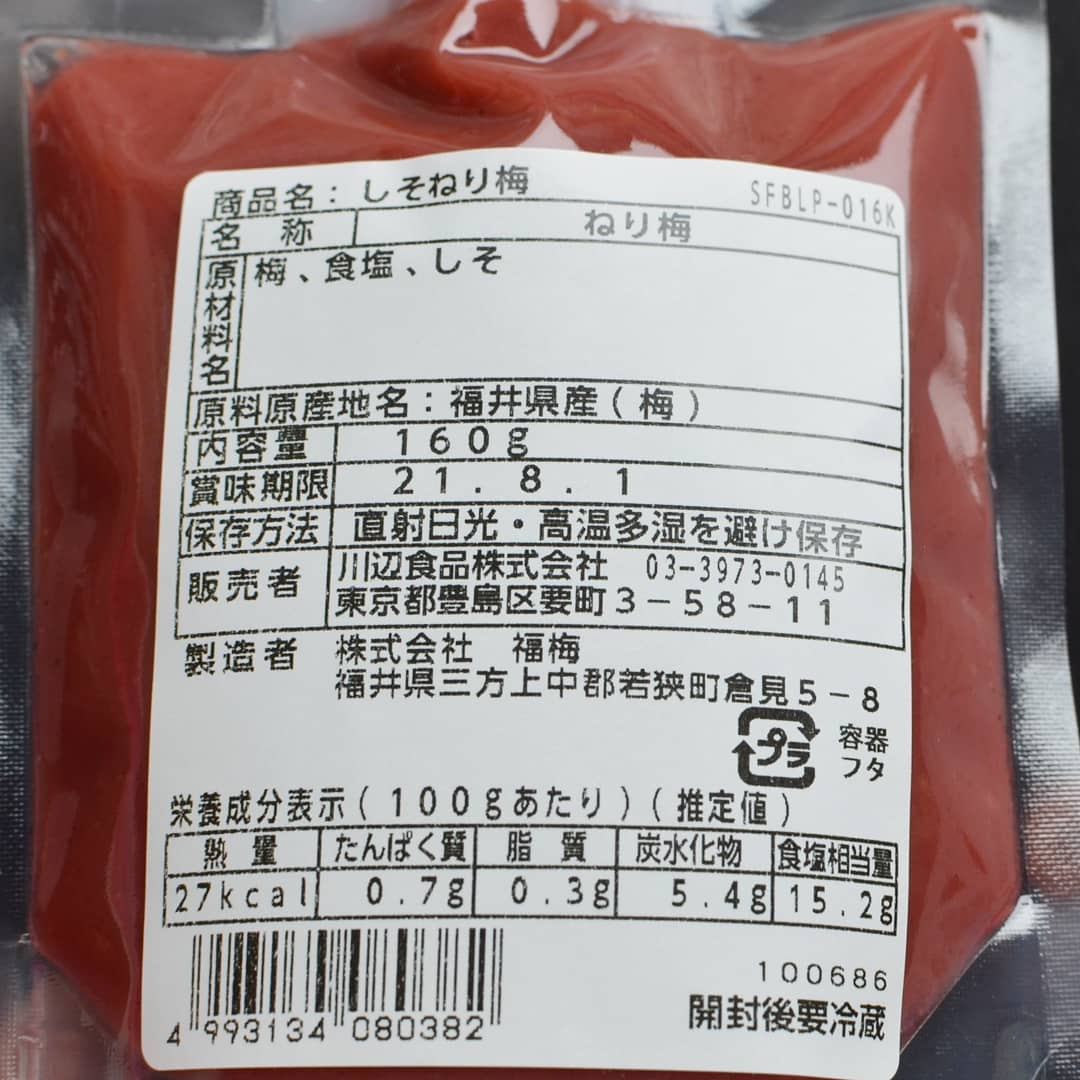 商品名：しそねり梅 SFBLP-016K
名称 ねり梅
原材料名 梅、食塩、しそ
原料原産地名：福井県産(梅)
内容量 160g
賞味期限 21.8.1
保存方法 直射日光・高温多湿を避け保存
販売者 川辺食品株式会社 03-3973-0145
東京都豊島区要町3-58-11
製造者 株式会社 福梅
福井県三方上中郡若狭町倉見5-8
プラ 容器
フタ
栄養成分表示(100gあたり)(推定値)
熱量 たんぱく質 脂質 炭水化物 食塩相当量
27kcal 0.7g 0.3g 5.4g 15.2g
100686
4 993134 080382
開封後要冷蔵